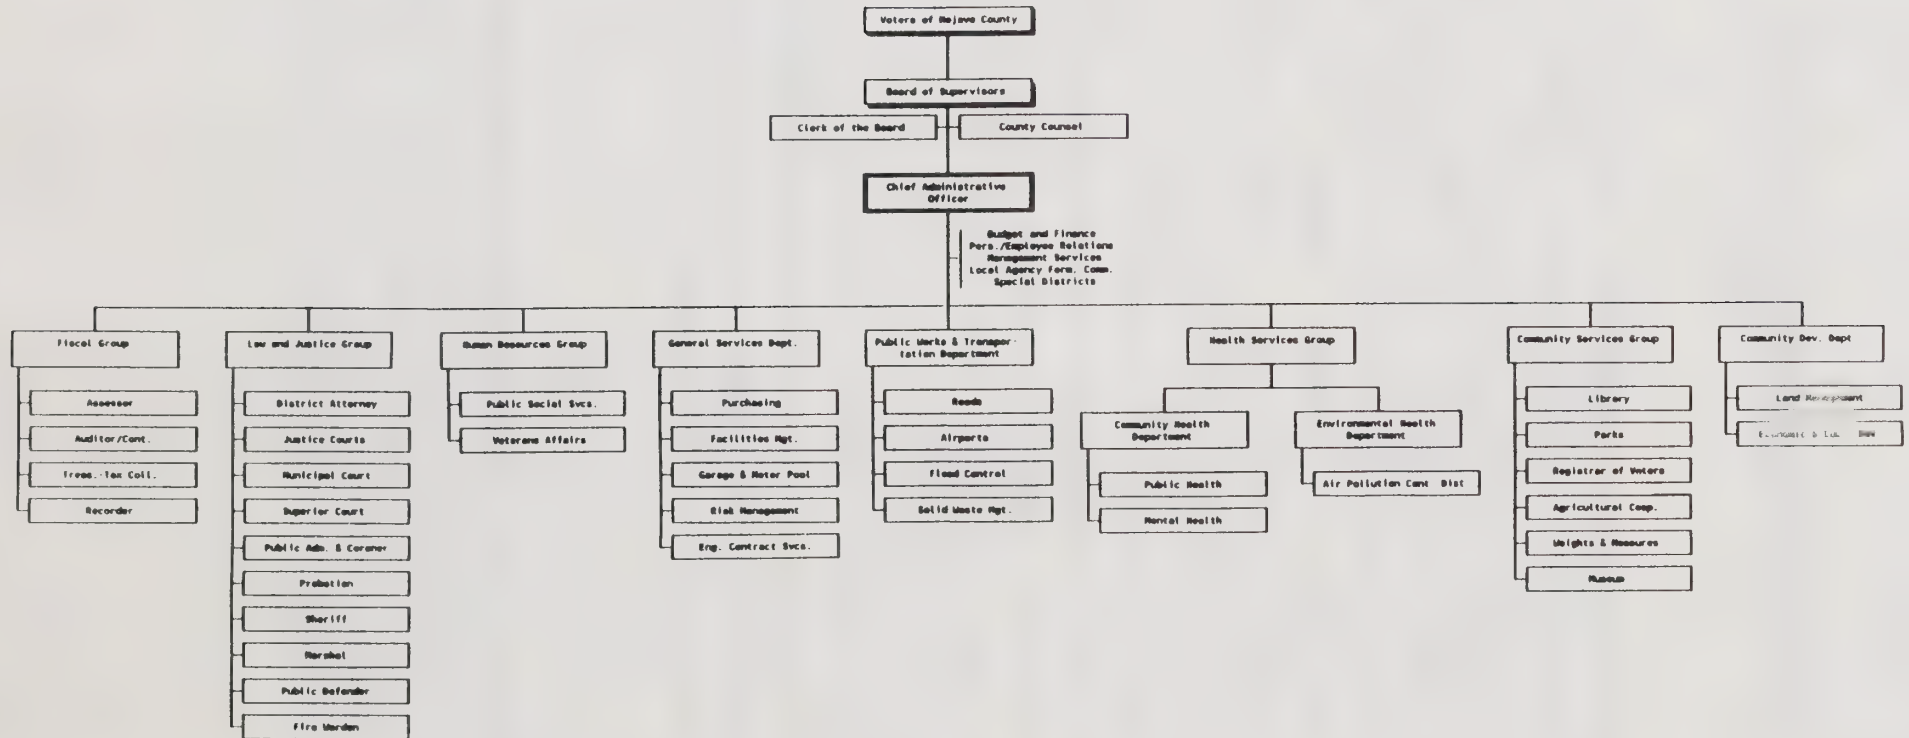 Voters of Mojave County
Board of Supervisors
Clerk of the Board
County Counsel
Chief Administrative
Officer
Budget and Finance
Pers./Employee Relations
Management Services
Local Agency Form. Comm.
Special Districts
Fiscal Group
Assessor
Auditor/Cont.
Treas.-Tax Coll.
Recorder
Law and Justice Group
District Attorney
Justice Courts
Municipal Court
Superior Court
Public Adm. & Coroner
Probation
Sheriff
Marshal
Public Defender
Fire Warden
Human Resources Group
Public Social Svcs.
Veterans Affairs
General Services Dept.
Purchasing
Facilities Mgt.
Garage & Motor Pool
Risk Management
Eng. Contract Svcs.
Public Works & Transpor-
tation Department
Roads
Airports
Flood Control
Solid Waste Mgt.
Health Services Group
Community Health
Department
Public Health
Mental Health
Environmental Health
Department
Air Pollution Cont. Dist
Community Services Group
Library
Parks
Registrar of Voters
Agricultural Coop.
Weights & Measures
Museum
Community Dev. Dept
Land Management
Economic &